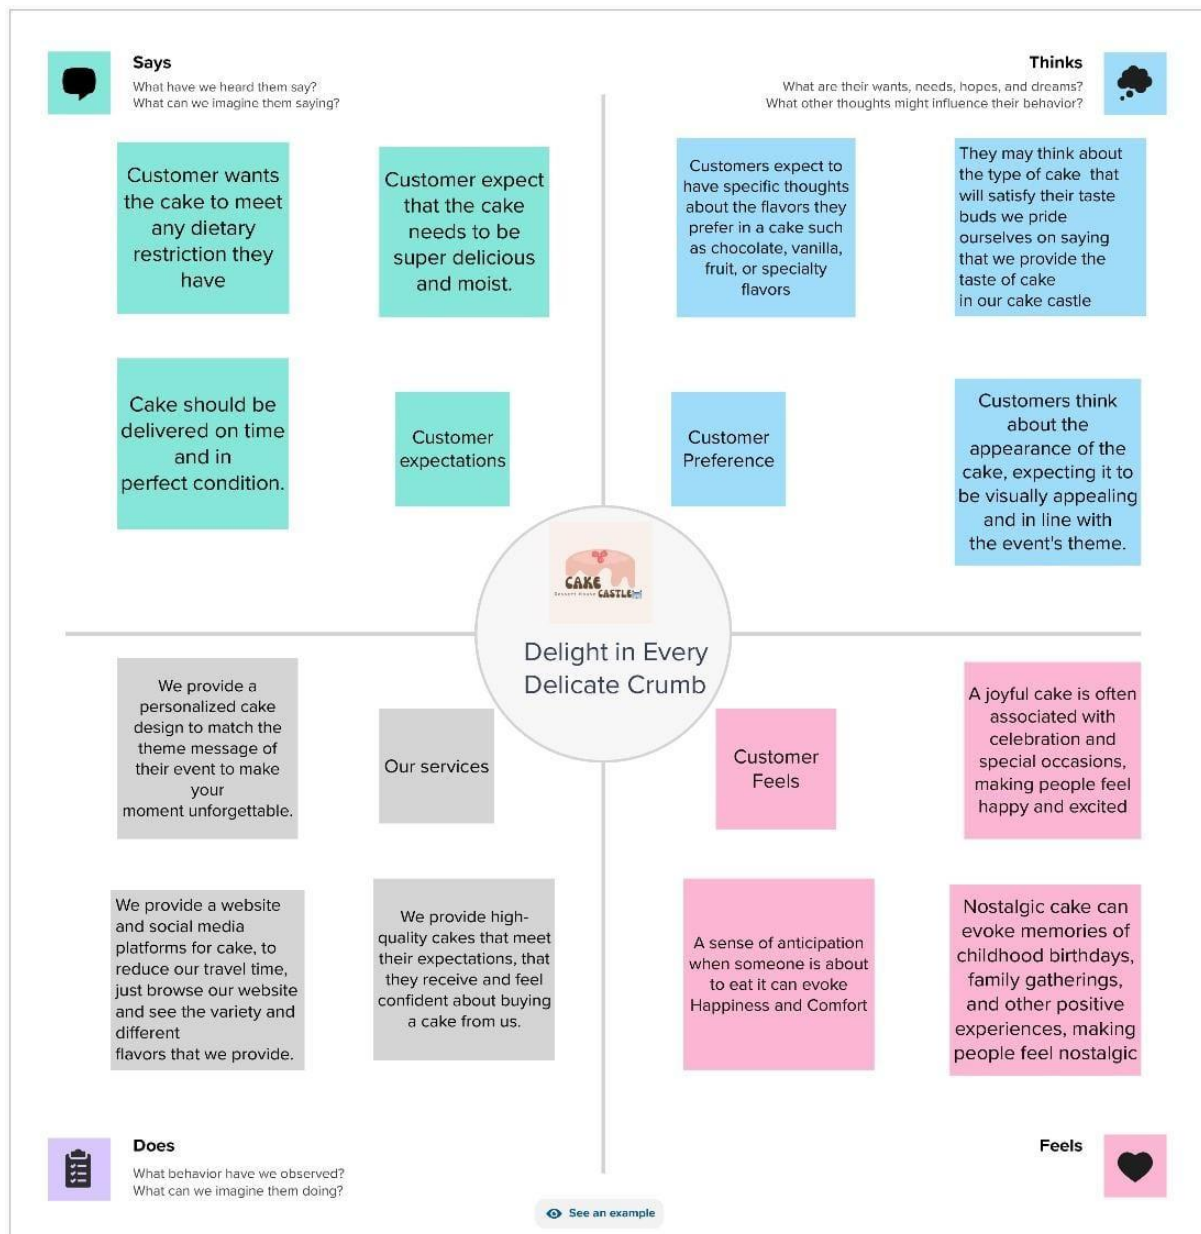 Says
What have we heard them say?
What can we imagine them saying?
Thinks
What are their wants, needs, hopes, and dreams?
What other thoughts might influence their behavior?
Customer wants
the cake to meet
any dietary
restriction they
have
Customer expect
that the cake
needs to be
super delicious
and moist.
Customers expect to
have specific thoughts
about the flavors they
prefer in a cake such
as chocolate, vanilla,
fruit, or specialty
flavors
They may think about
the type of cake that
will satisfy their taste
buds we pride
ourselves on saying
that we provide the
taste of cake
in our cake castle
Cake should be
delivered on time
and in
perfect condition.
Customer
expectations
Customer
Preference
Customers think
about the
appearance of the
cake, expecting it to
be visually appealing
and in line with
the event's theme.
CAKE
Dessert House CASTLE
Delight in Every
Delicate Crumb
We provide a
personalized cake
design to match the
theme message of
their event to make
your
moment unforgettable.
Our services
Customer
Feels
A joyful cake is often
associated with
celebration and
special occasions,
making people feel
happy and excited
We provide a website
and social media
platforms for cake, to
reduce our travel time,
just browse our website
and see the variety and
different
flavors that we provide.
We provide high-
quality cakes that meet
their expectations, that
they receive and feel
confident about buying
a cake from us.
A sense of anticipation
when someone is about
to eat it can evoke
Happiness and Comfort
Nostalgic cake can
evoke memories of
childhood birthdays,
family gatherings,
and other positive
experiences, making
people feel nostalgic
Does
What behavior have we observed?
What can we imagine them doing?
Feels
See an example